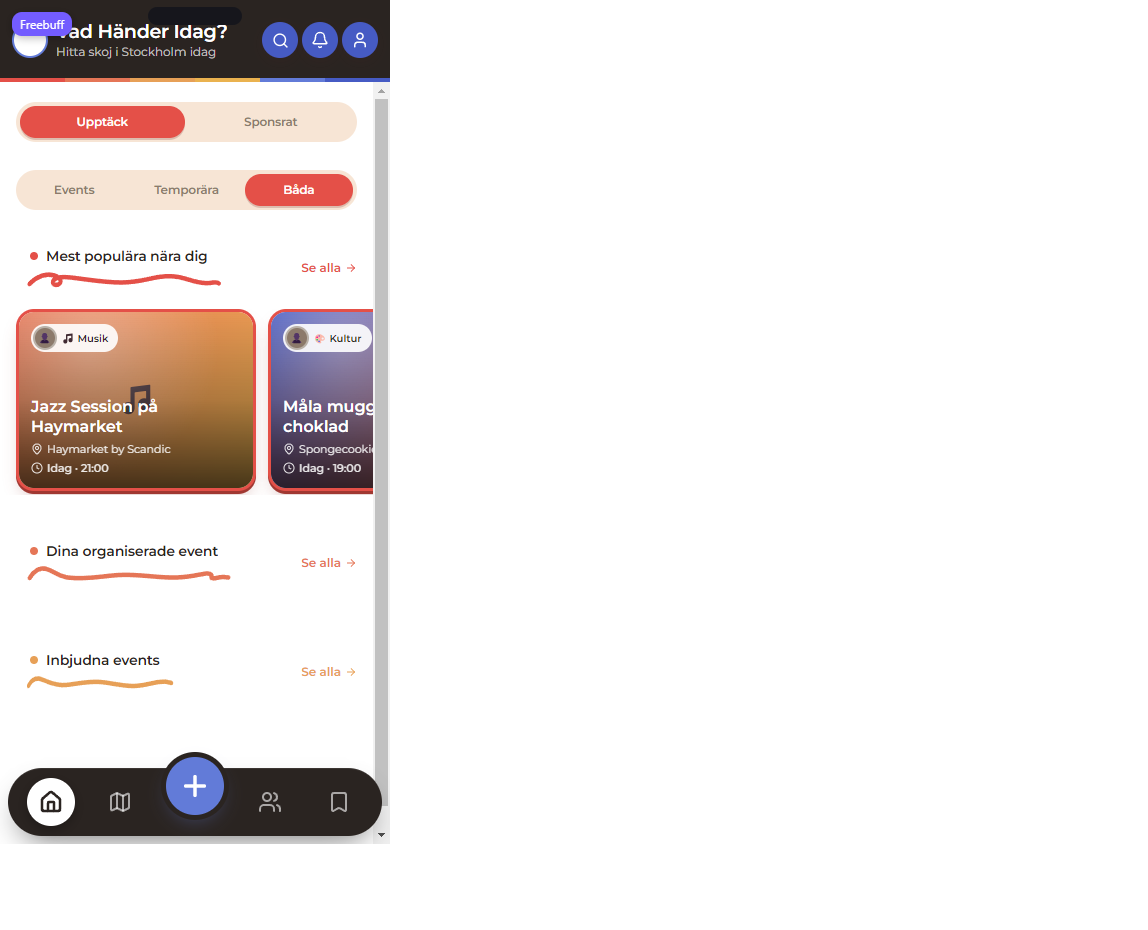 Freebuff
Vad Händer Idag?
Hitta skoj i Stockholm idag
Upptäck
Sponsrat
Events
Temporära
Båda
Mest populära nära dig
Se alla →
Musik
Jazz Session på
Haymarket
Haymarket by Scandic
Idag · 21:00
Kultur
Måla mugg
choklad
Spongecookie
Idag · 19:00
Dina organiserade event
Se alla →
Inbjudna events
Se alla →